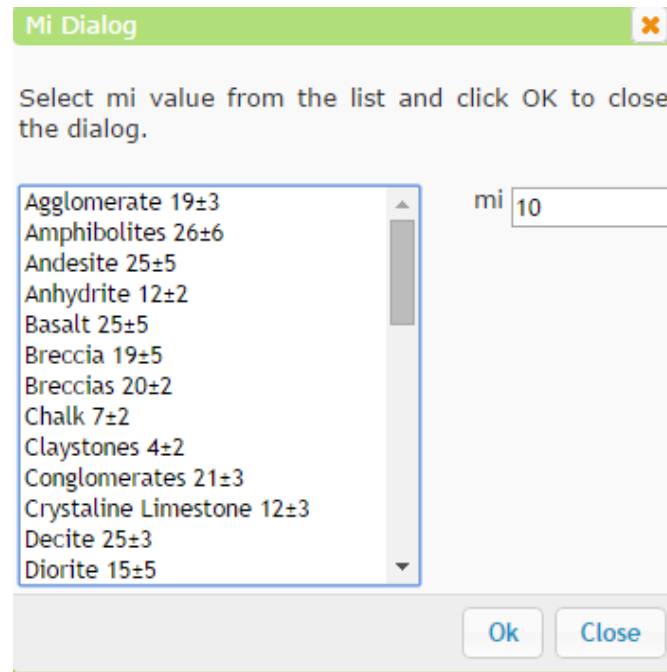 Mi Dialog
Select mi value from the list and click OK to close
the dialog.
Agglomerate 19±3
Amphibolites 26±6
Andesite 25±5
Anhydrite 12±2
Basalt 25±5
Breccia 19±5
Breccias 20±2
Chalk 7±2
Claystones 4±2
Conglomerates 21±3
Crystaline Limestone 12±3
Decite 25±3
Diorite 15±5
mi 10
Ok Close